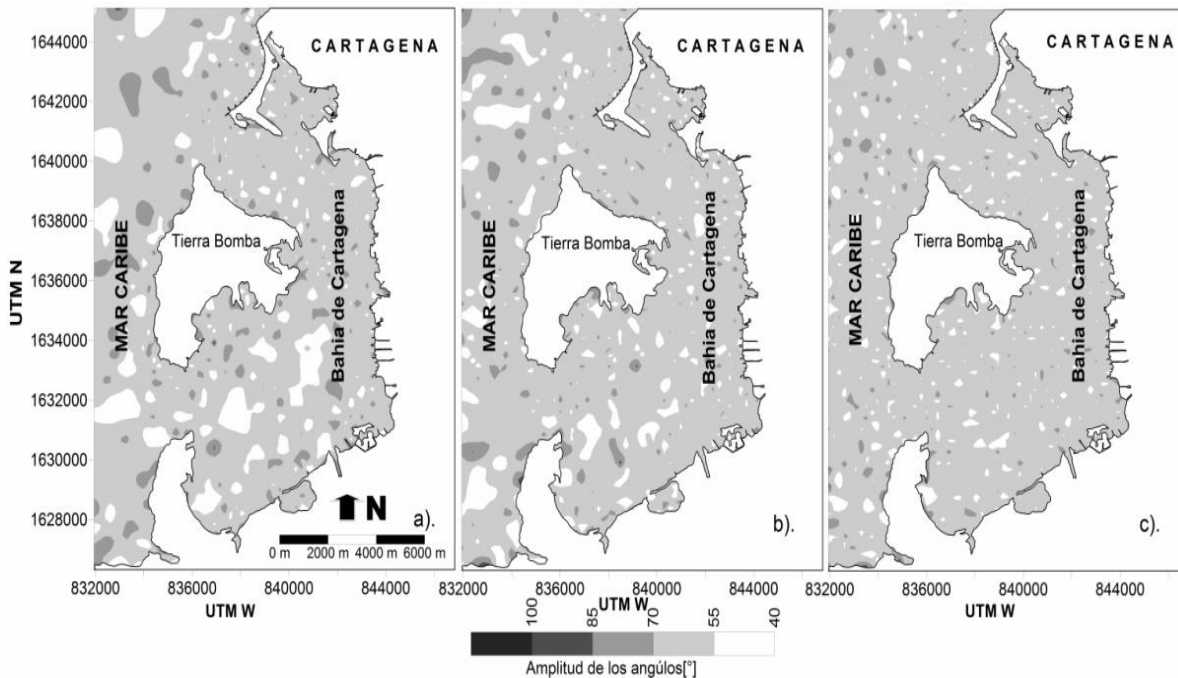 1644000
1642000
1640000
1638000
1636000
1634000
1632000
1630000
1628000
UTM N
CARTAGENA
MAR CARIBE
Tierra Bomba
Bahia de Cartagena
N
a).
0 m 2000 m 4000 m 6000 m
832000 836000 840000 844000
UTM W
CARTAGENA
MAR CARIBE
Tierra Bomba
Bahia de Cartagena
b).
832000 836000 840000 844000
UTM W
CARTAGENA
MAR CARIBE
Tierra Bomba
Bahia de Cartagena
c).
832000 836000 840000 844000
UTM W
100 85 70 55 40
Amplitud de los angúlos[°]